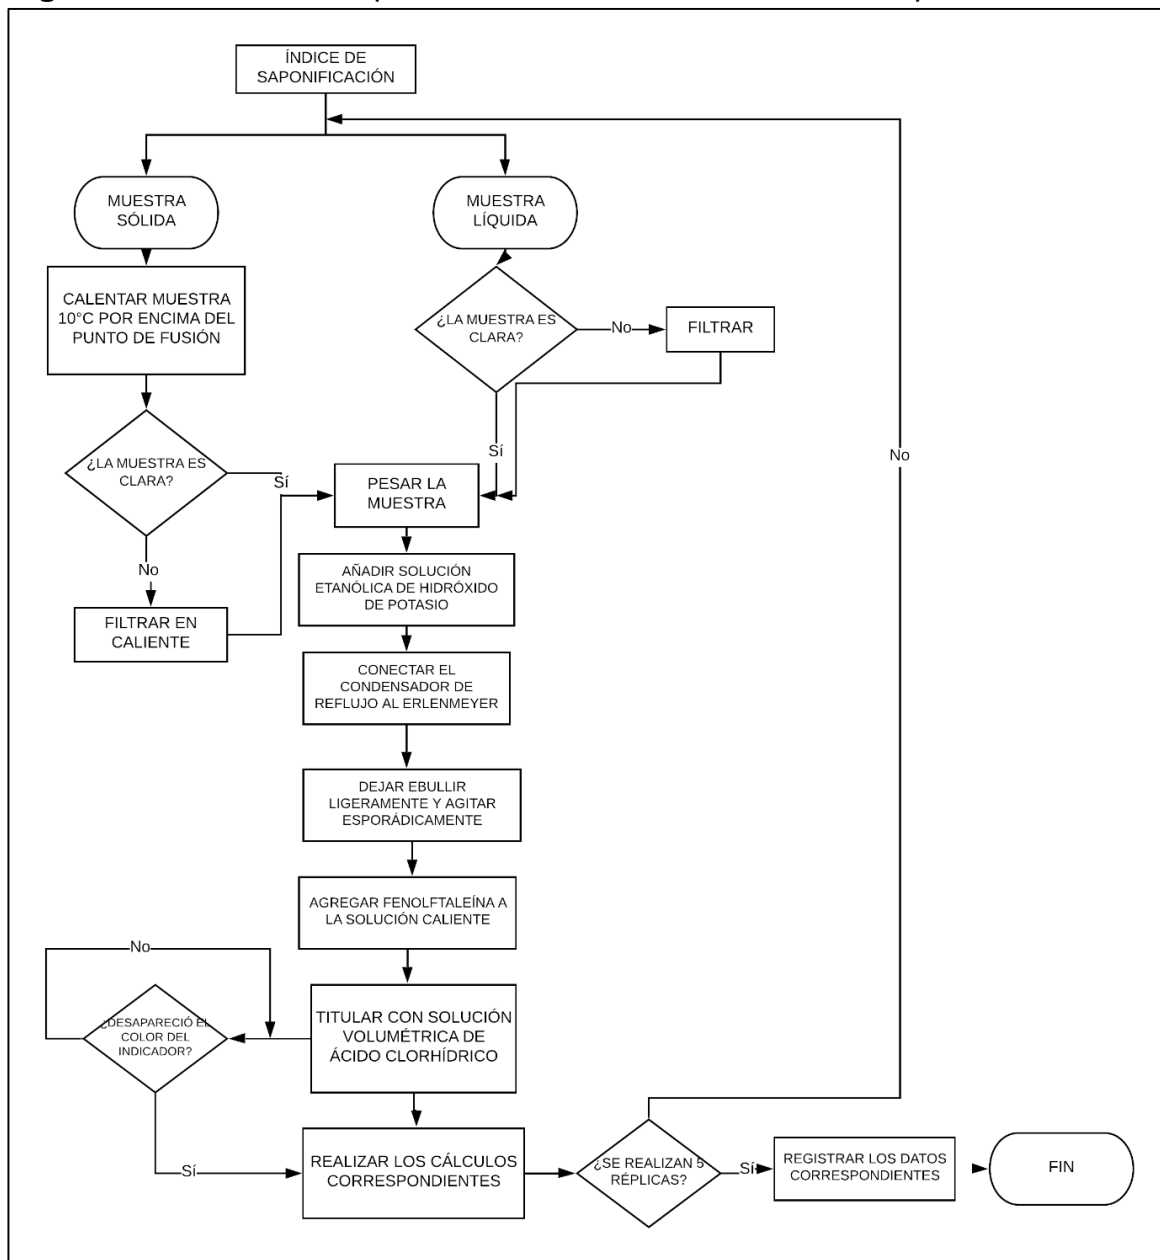 ÍNDICE DE
SAPONIFICACIÓN
MUESTRA
SÓLIDA
MUESTRA
LÍQUIDA
CALENTAR MUESTRA
10°C POR ENCIMA DEL
PUNTO DE FUSIÓN
¿LA MUESTRA ES
CLARA?
No
FILTRAR
¿LA MUESTRA ES
CLARA?
Sí
Sí
No
PESAR LA
MUESTRA
No
FILTRAR EN
CALIENTE
AÑADIR SOLUCIÓN
ETANÓLICA DE HIDRÓXIDO
DE POTASIO
CONECTAR EL
CONDENSADOR DE
REFLUJO AL ERLENMEYER
DEJAR EBULLIR
LIGERAMENTE Y AGITAR
ESPORÁDICAMENTE
AGREGAR FENOLFTALEÍNA A
LA SOLUCIÓN CALIENTE
No
TITULAR CON SOLUCIÓN
VOLUMÉTRICA DE
ÁCIDO CLORHÍDRICO
¿DESAPARECIÓ EL
COLOR DEL
INDICADOR?
Sí
REALIZAR LOS CÁLCULOS
CORRESPONDIENTES
¿SE REALIZAN 5
RÉPLICAS?
Sí
REGISTRAR LOS DATOS
CORRESPONDIENTES
FIN